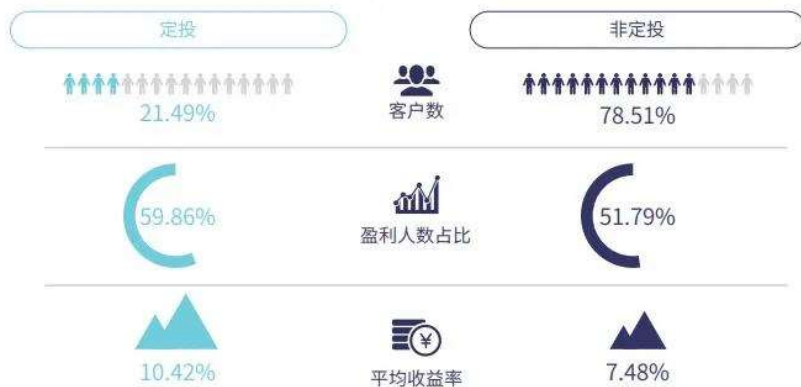 定投
非定投
客户数
21.49%
78.51%
59.86%
51.79%
盈利人数占比
10.42%
平均收益率
7.48%